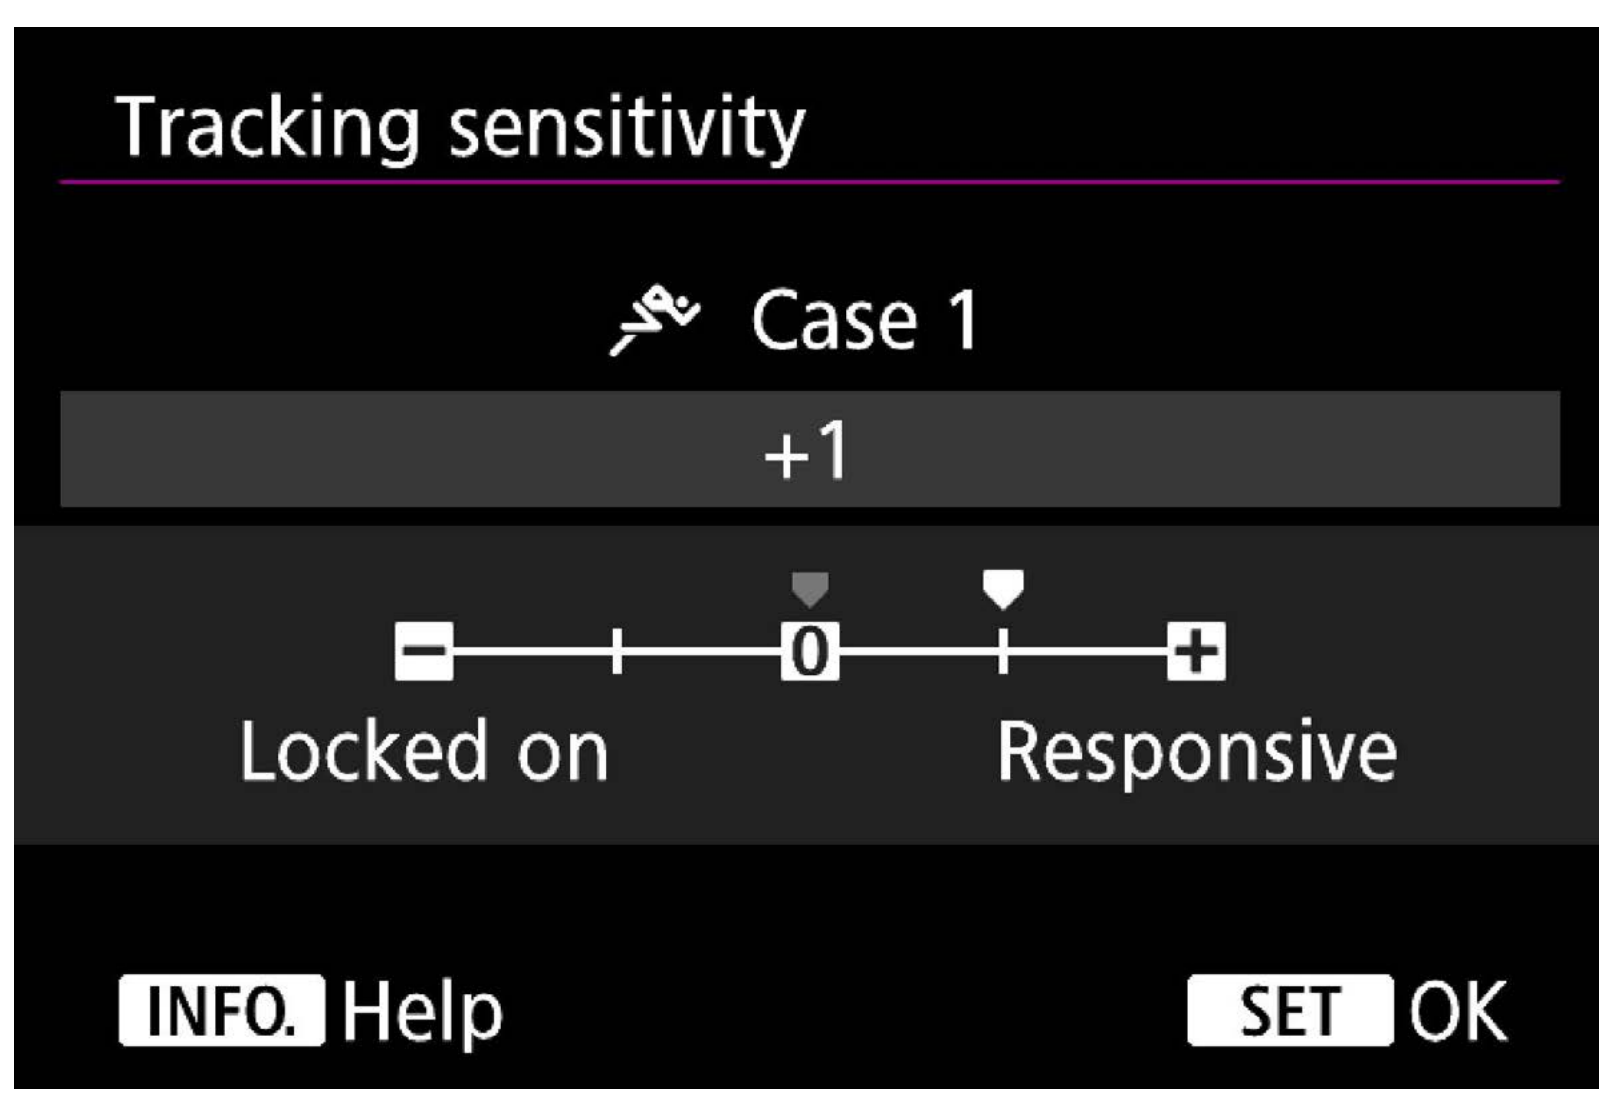 Tracking sensitivity
Case 1
+1
− 0 +
Locked on Responsive
INFO. Help SET OK